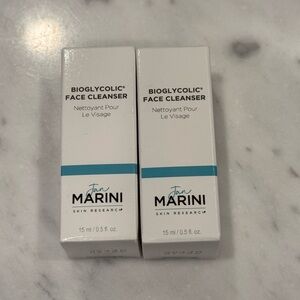 BIOGLYCOLIC®
FACE CLEANSER
Nettoyant Pour
Le Visage
Jan
MARINI
SKIN RESEARCH
15 ml / 0.5 fl. oz.
BIOGLYCOLIC®
FACE CLEANSER
Nettoyant Pour
Le Visage
Jan
MARINI
SKIN RESEARCH
15 ml / 0.5 fl. oz.